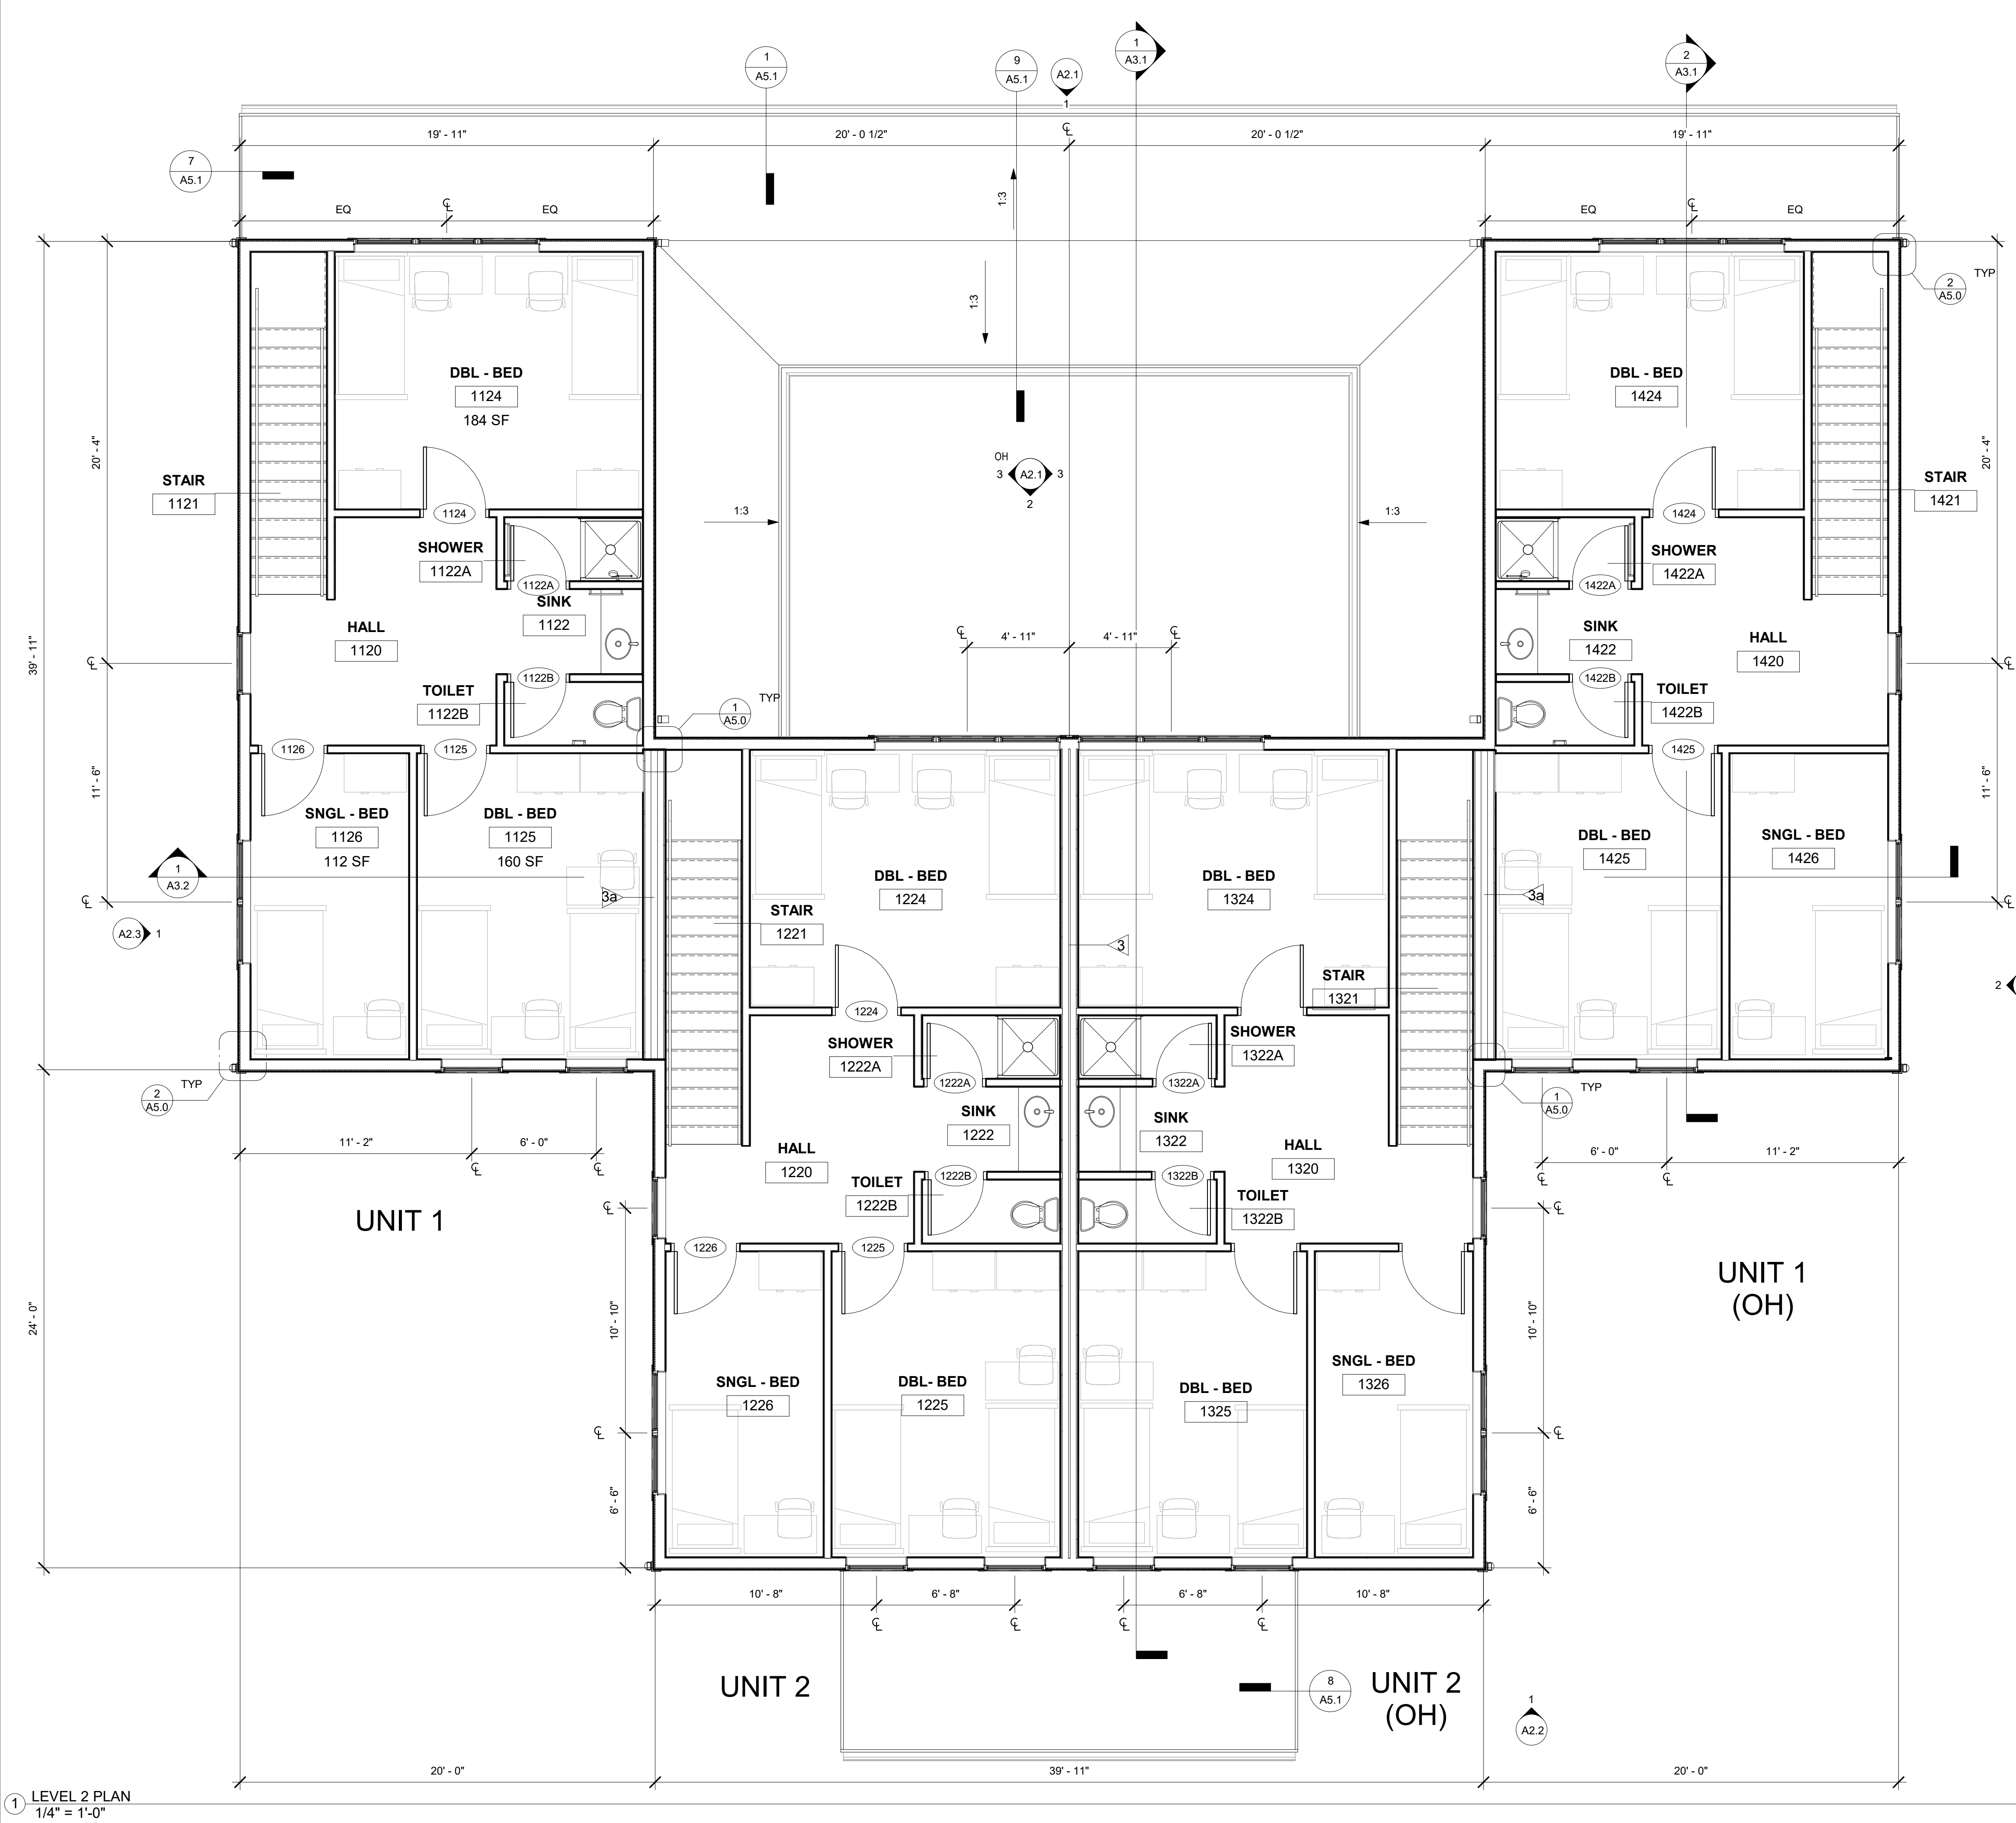 1
A5.1
9
A5.1
A2.1
1
1
A3.1
2
A3.1
19' - 11"
20' - 0 1/2"
℄
20' - 0 1/2"
19' - 11"
7
A5.1
1:3
EQ
℄
EQ
EQ
℄
EQ
TYP
2
A5.0
1:3
DBL - BED
1124
184 SF
DBL - BED
1424
20' - 4"
20' - 4"
OH
3
A2.1
3
2
STAIR
1121
STAIR
1421
1:3
1:3
1124
1424
SHOWER
1122A
SHOWER
1422A
1122A
1422A
SINK
1122
SINK
1422
HALL
1120
HALL
1420
39' - 11"
℄
4' - 11"
4' - 11"
℄
℄
℄
1122B
1422B
TOILET
1122B
TOILET
1422B
TYP
1
A5.0
1126
1125
1425
11' - 6"
11' - 6"
SNGL - BED
1126
112 SF
DBL - BED
1125
160 SF
DBL - BED
1425
SNGL - BED
1426
1
A3.2
DBL - BED
1224
DBL - BED
1324
3a
3a
℄
℄
STAIR
1221
A2.3
1
3
STAIR
1321
2
1224
SHOWER
1222A
SHOWER
1322A
1222A
1322A
TYP
2
A5.0
TYP
1
A5.0
SINK
1222
SINK
1322
11' - 2"
6' - 0"
HALL
1220
HALL
1320
6' - 0"
11' - 2"
℄
℄
℄
℄
1222B
1322B
TOILET
1222B
TOILET
1322B
℄
℄
UNIT 1
1226
1225
UNIT 1
(OH)
24' - 0"
10' - 10"
10' - 10"
SNGL - BED
1226
DBL- BED
1225
DBL - BED
1325
SNGL - BED
1326
℄
℄
6' - 6"
6' - 6"
10' - 8"
6' - 8"
6' - 8"
10' - 8"
℄
℄
℄
℄
UNIT 2
8
A5.1
UNIT 2
(OH)
1
A2.2
20' - 0"
39' - 11"
20' - 0"
1
LEVEL 2 PLAN
1/4" = 1'-0"